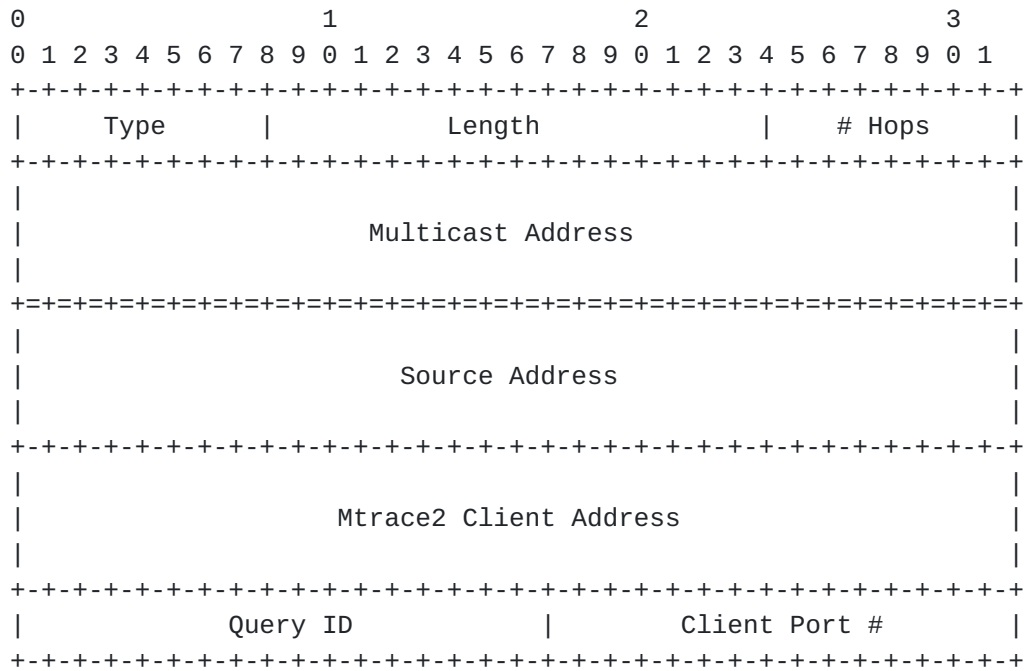 0                   1                   2                   3
0 1 2 3 4 5 6 7 8 9 0 1 2 3 4 5 6 7 8 9 0 1 2 3 4 5 6 7 8 9 0 1
+-+-+-+-+-+-+-+-+-+-+-+-+-+-+-+-+-+-+-+-+-+-+-+-+-+-+-+-+-+-+-+-+
|     Type      |           Length              |    # Hops     |
+-+-+-+-+-+-+-+-+-+-+-+-+-+-+-+-+-+-+-+-+-+-+-+-+-+-+-+-+-+-+-+-+
|                                                               |
|                      Multicast Address                        |
|                                                               |
+=+=+=+=+=+=+=+=+=+=+=+=+=+=+=+=+=+=+=+=+=+=+=+=+=+=+=+=+=+=+=+=+
|                                                               |
|                        Source Address                         |
|                                                               |
+-+-+-+-+-+-+-+-+-+-+-+-+-+-+-+-+-+-+-+-+-+-+-+-+-+-+-+-+-+-+-+-+
|                                                               |
|                    Mtrace2 Client Address                     |
|                                                               |
+-+-+-+-+-+-+-+-+-+-+-+-+-+-+-+-+-+-+-+-+-+-+-+-+-+-+-+-+-+-+-+-+
|             Query ID            |        Client Port #        |
+-+-+-+-+-+-+-+-+-+-+-+-+-+-+-+-+-+-+-+-+-+-+-+-+-+-+-+-+-+-+-+-+